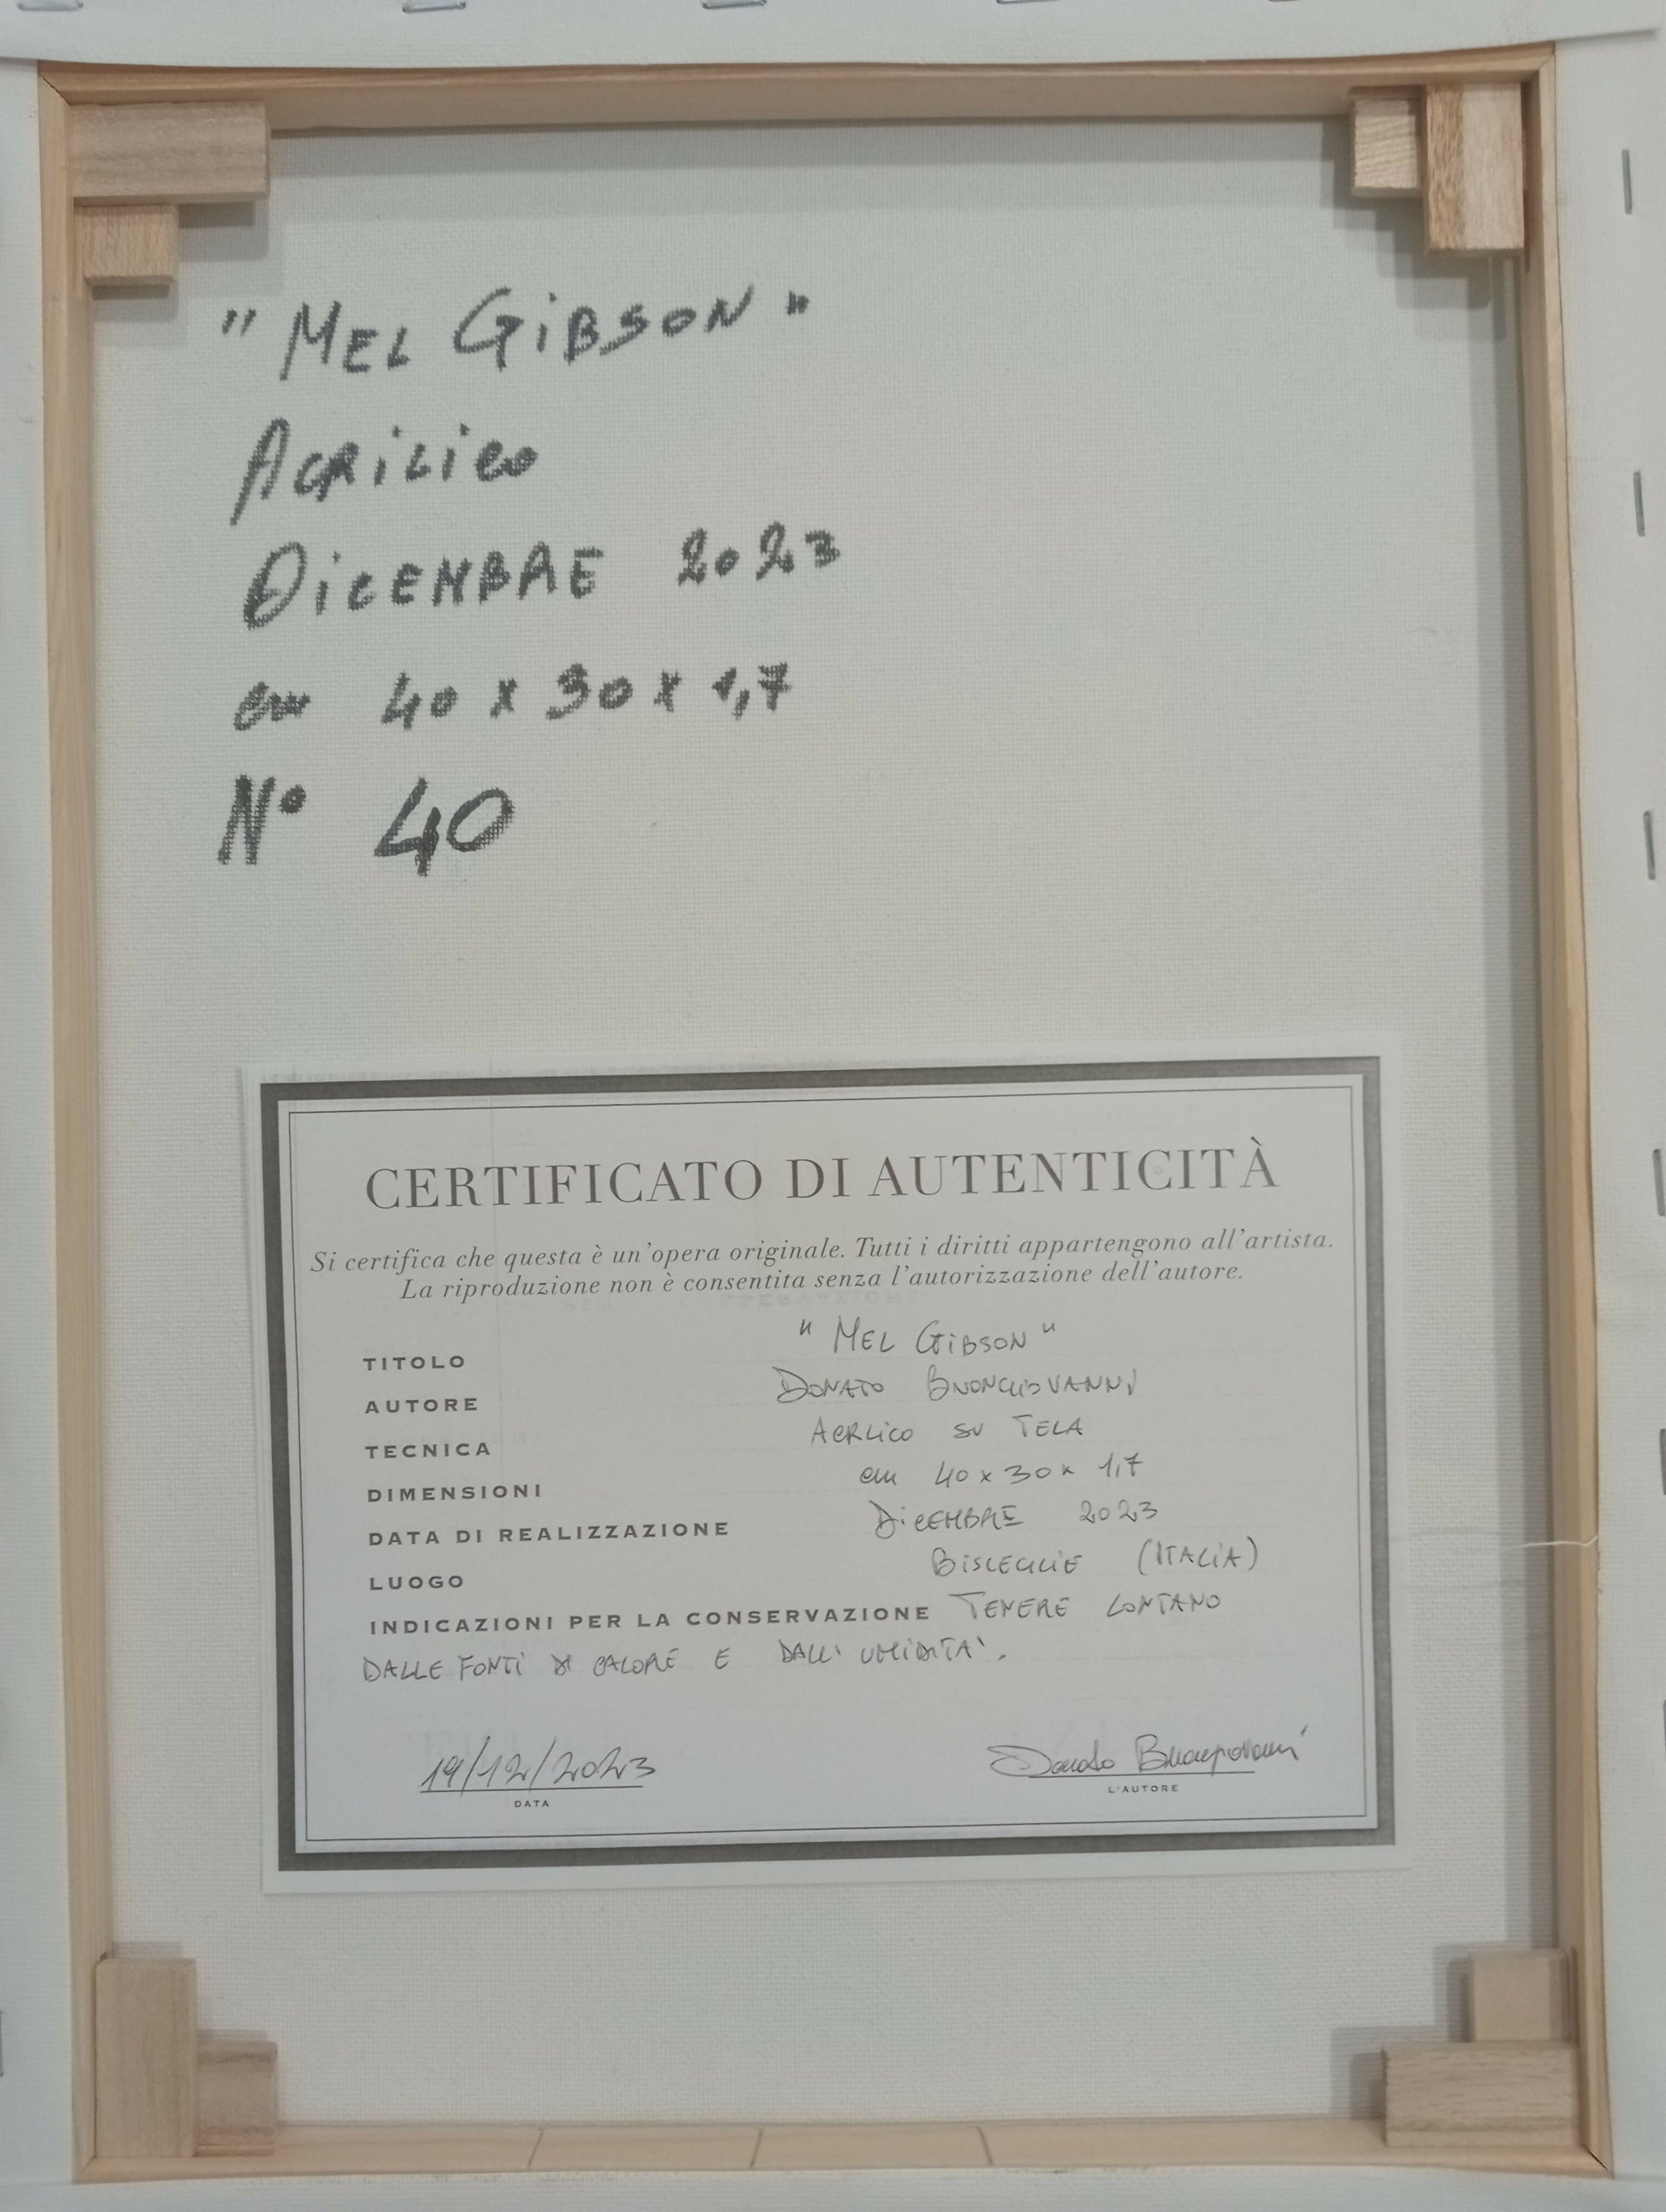 "MEL GiBSON"
ACRiLiCO
DiCEMBRE 2023
cm 40 x 30 x 1,7
N° 40
CERTIFICATO DI AUTENTICITÀ
Si certifica che questa è un'opera originale. Tutti i diritti appartengono all'artista.
La riproduzione non è consentita senza l'autorizzazione dell'autore.
TITOLO "MEL GiBSON"
AUTORE DONATO BUONGIOVANNI
TECNICA ACRLiCO SU TELA
DIMENSIONI cm 40 x 30 x 1,7
DATA DI REALIZZAZIONE DiCEMBRE 2023
LUOGO BiSCEGLIE (ITALiA)
INDICAZIONI PER LA CONSERVAZIONE TENERE LONTANO
DALLE FONTi DI CALORE E DALL'UMIDITA'.
19/12/2023 Donato Buongiovanni
DATA L'AUTORE